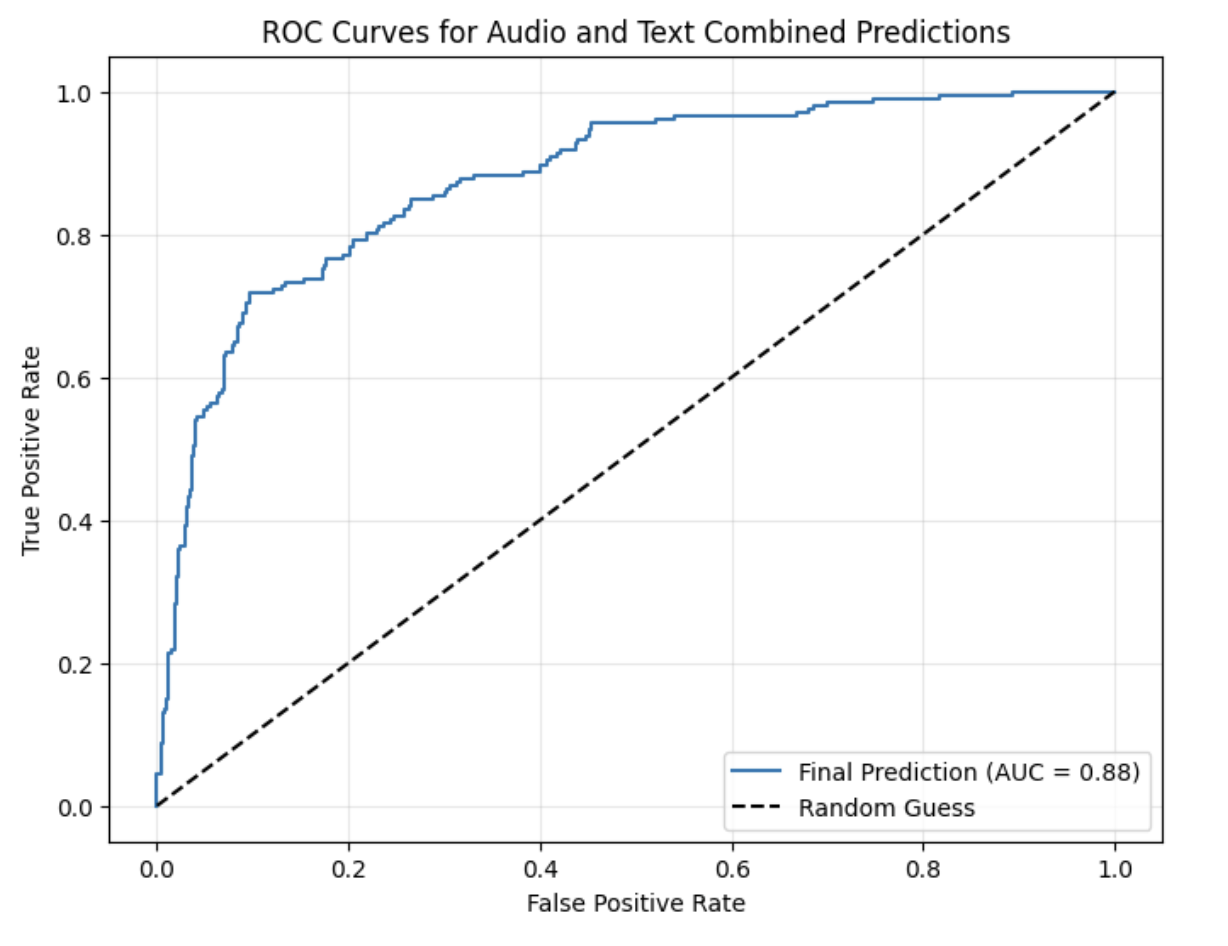 ROC Curves for Audio and Text Combined Predictions
True Positive Rate
1.0
0.8
0.6
0.4
0.2
0.0
Final Prediction (AUC = 0.88)
Random Guess
0.0 0.2 0.4 0.6 0.8 1.0
False Positive Rate